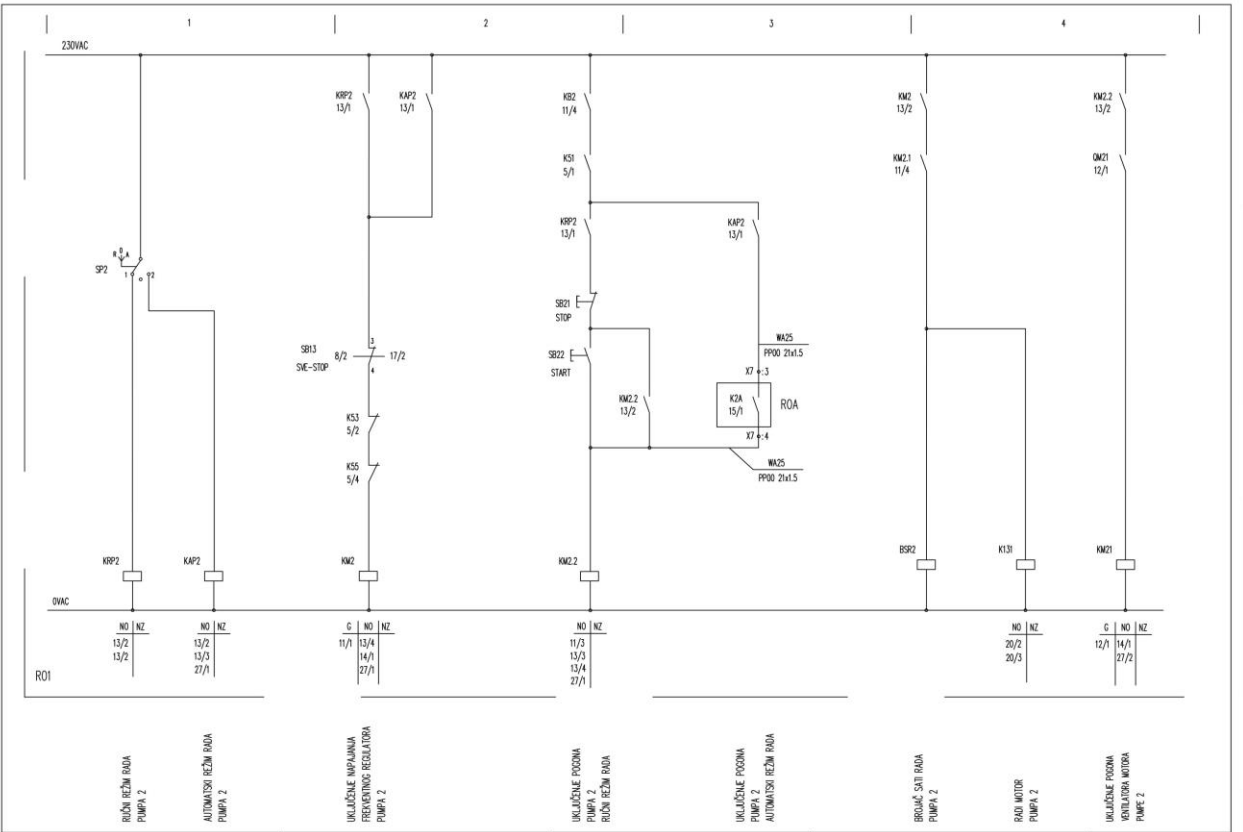 1
2
3
4
230VAC
KRP2
13/1
KAP2
13/1
KB2
11/4
KM2
13/2
KM2.2
13/2
K51
5/1
KM2.1
11/4
QM21
12/1
KRP2
13/1
KAP2
13/1
R 0 A
SP2
1
2
SB21
STOP
SB13
SVE-STOP
8/2
3
4
17/2
SB22
START
WA25
PP00 21x1.5
X7 :3
KM2.2
13/2
K2A
15/1
ROA
X7 :4
K53
5/2
K55
5/4
WA25
PP00 21x1.5
KRP2
KAP2
KM2
KM2.2
BSR2
K131
KM21
0VAC
NO NZ
13/2
13/2
NO NZ
13/2
13/3
27/1
G NO NZ
11/1 13/4
14/1
27/1
NO NZ
11/3
13/3
13/4
27/1
NO NZ
20/2
20/3
G NO NZ
12/1 14/1
27/2
RO1
RUČNI REŽIM RADA
PUMPA 2
AUTOMATSKI REŽIM RADA
PUMPA 2
UKLJUČENJE NAPAJANJA
FREKVENTNOG REGULATORA
PUMPA 2
UKLJUČENJE POGONA
PUMPA 2
RUČNI REŽIM RADA
UKLJUČENJE POGONA
PUMPA 2
AUTOMATSKI REŽIM RADA
BROJAČ SATI RADA
PUMPA 2
RADI MOTOR
PUMPA 2
UKLJUČENJE POGONA
VENTILATORA MOTORA
PUMPE 2